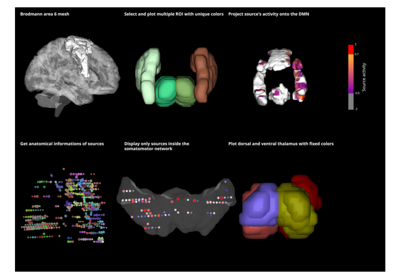 Brodmann area 6 mesh
Select and plot multiple ROI with unique colors
Project source's activity onto the DMN
Source activity
Get anatomical informations of sources
Display only sources inside the
somatomotor network
Plot dorsal and ventral thalamus with fixed colors